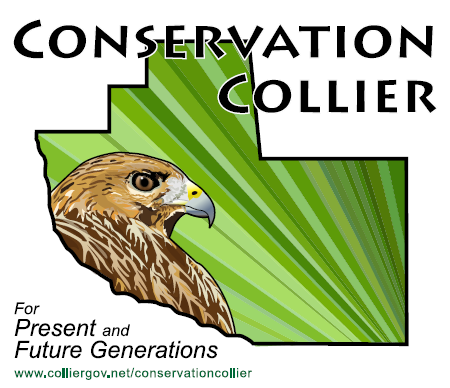 CONSERVATION
COLLIER
For
Present and
Future Generations
www.colliergov.net/conservationcollier